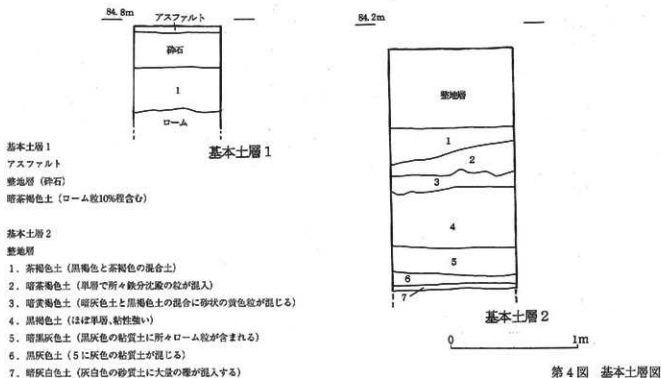 84.8m
アスファルト
砕石
1
ローム
基本土層1
基本土層1
アスファルト
整地層（砕石）
暗茶褐色土（ローム粒10%程含む）
基本土層2
整地層
1．茶褐色土（黒褐色と茶褐色の混合土）
2．暗茶褐色土（単層で所々鉄分沈殿の粒が混入）
3．暗黄褐色土（暗灰色土と黒褐色土の混合に砂状の黄色粒が混じる）
4．黒褐色土（ほぼ単層、粘性強い）
5．暗黒灰色土（黒灰色の粘質土に所々ローム粒が含まれる）
6．黒灰色土（5に灰色の粘質土が混じる）
7．暗灰白色土（灰白色の砂質土に大量の礫が混入する）
84.2m
整地層
1
2
3
4
5
6
7
基本土層2
0 1m
第4図 基本土層図